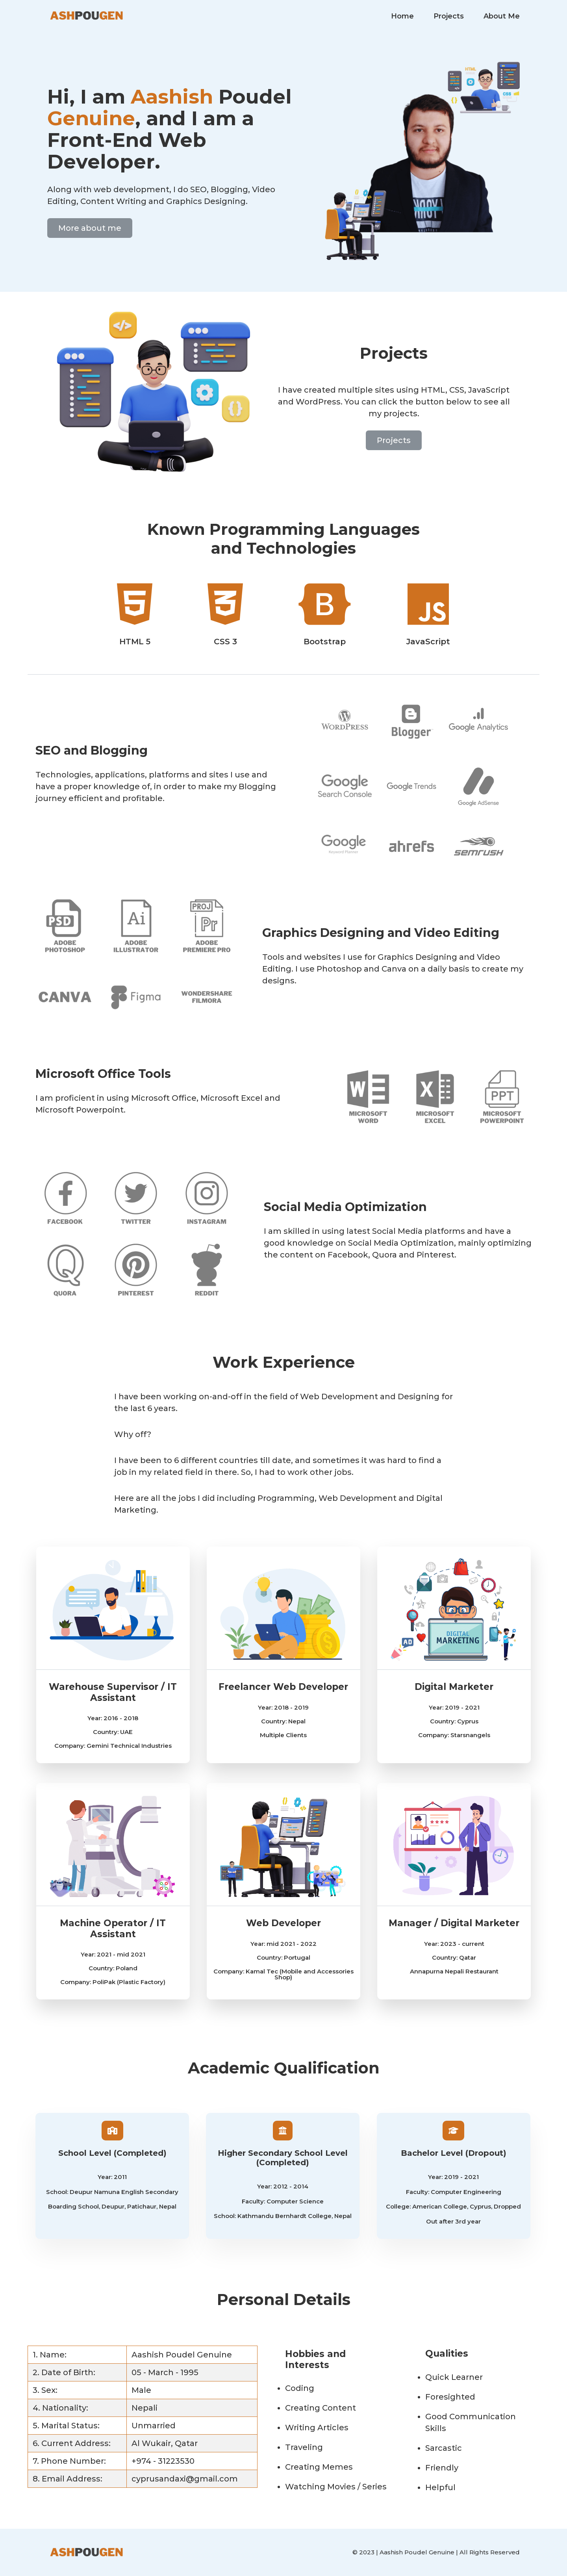 ASHPOUGEN
Home Projects About Me
Hi, I am Aashish Poudel
Genuine, and I am a
Front-End Web
Developer.
Along with web development, I do SEO, Blogging, Video
Editing, Content Writing and Graphics Designing.
More about me
Projects
I have created multiple sites using HTML, CSS, JavaScript
and WordPress. You can click the button below to see all
my projects.
Projects
Known Programming Languages
and Technologies
HTML 5
CSS 3
Bootstrap
JavaScript
SEO and Blogging
Technologies, applications, platforms and sites I use and
have a proper knowledge of, in order to make my Blogging
journey efficient and profitable.
WORDPRESS
Blogger
Google Analytics
Google
Search Console
Google Trends
Google AdSense
Google
ahrefs
SEMRUSH
PSD
ADOBE
PHOTOSHOP
Ai
ADOBE
ILLUSTRATOR
PROJ
Pr
ADOBE
PREMIERE PRO
CANVA
Figma
WONDERSHARE
FILMORA
Graphics Designing and Video Editing
Tools and websites I use for Graphics Designing and Video
Editing. I use Photoshop and Canva on a daily basis to create my
designs.
Microsoft Office Tools
I am proficient in using Microsoft Office, Microsoft Excel and
Microsoft Powerpoint.
MICROSOFT
WORD
MICROSOFT
EXCEL
PPT
MICROSOFT
POWERPOINT
FACEBOOK
TWITTER
INSTAGRAM
QUORA
PINTEREST
REDDIT
Social Media Optimization
I am skilled in using latest Social Media platforms and have a
good knowledge on Social Media Optimization, mainly optimizing
the content on Facebook, Quora and Pinterest.
Work Experience
I have been working on-and-off in the field of Web Development and Designing for
the last 6 years.
Why off?
I have been to 6 different countries till date, and sometimes it was hard to find a
job in my related field in there. So, I had to work other jobs.
Here are all the jobs I did including Programming, Web Development and Digital
Marketing.
Warehouse Supervisor / IT
Assistant
Year: 2016 - 2018
Country: UAE
Company: Gemini Technical Industries
Freelancer Web Developer
Year: 2018 - 2019
Country: Nepal
Multiple Clients
DIGITAL
MARKETING
AD
Digital Marketer
Year: 2019 - 2021
Country: Cyprus
Company: Starsnangels
Machine Operator / IT
Assistant
Year: 2021 - mid 2021
Country: Poland
Company: PoliPak (Plastic Factory)
Web Developer
Year: mid 2021 - 2022
Country: Portugal
Company: Kamal Tec (Mobile and Accessories
Shop)
Manager / Digital Marketer
Year: 2023 - current
Country: Qatar
Annapurna Nepali Restaurant
Academic Qualification
School Level (Completed)
Year: 2011
School: Deupur Namuna English Secondary
Boarding School, Deupur, Patichaur, Nepal
Higher Secondary School Level
(Completed)
Year: 2012 - 2014
Faculty: Computer Science
School: Kathmandu Bernhardt College, Nepal
Bachelor Level (Dropout)
Year: 2019 - 2021
Faculty: Computer Engineering
College: American College, Cyprus, Dropped
Out after 3rd year
Personal Details
1. Name: Aashish Poudel Genuine
2. Date of Birth: 05 - March - 1995
3. Sex: Male
4. Nationality: Nepali
5. Marital Status: Unmarried
6. Current Address: Al Wukair, Qatar
7. Phone Number: +974 - 31223530
8. Email Address: cyprusandaxl@gmail.com
Hobbies and
Interests
• Coding
• Creating Content
• Writing Articles
• Traveling
• Creating Memes
• Watching Movies / Series
Qualities
• Quick Learner
• Foresighted
• Good Communication
Skills
• Sarcastic
• Friendly
• Helpful
ASHPOUGEN
© 2023 | Aashish Poudel Genuine | All Rights Reserved